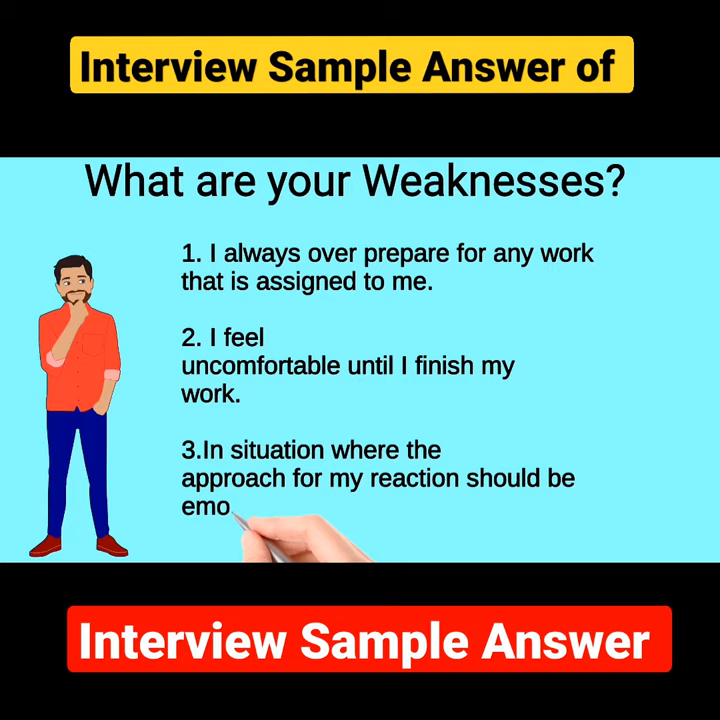 Interview Sample Answer of
What are your Weaknesses?
1. I always over prepare for any work
that is assigned to me.
2. I feel
uncomfortable until I finish my
work.
3.In situation where the
approach for my reaction should be
emo
Interview Sample Answer